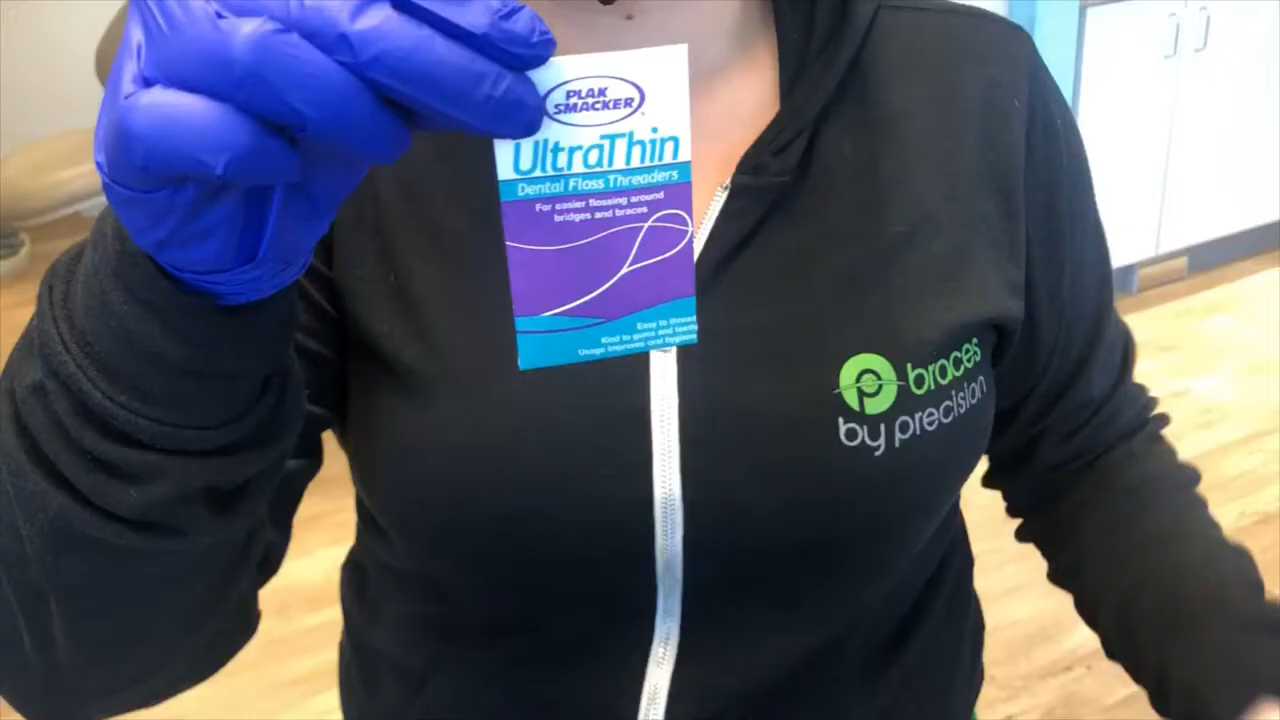 PLAK
SMACKER
UltraThin
Dental Floss Threaders
For easier flossing around
bridges and braces
Easy to thread
Kind to gums and teeth
Usage improves oral hygiene
braces
by precision